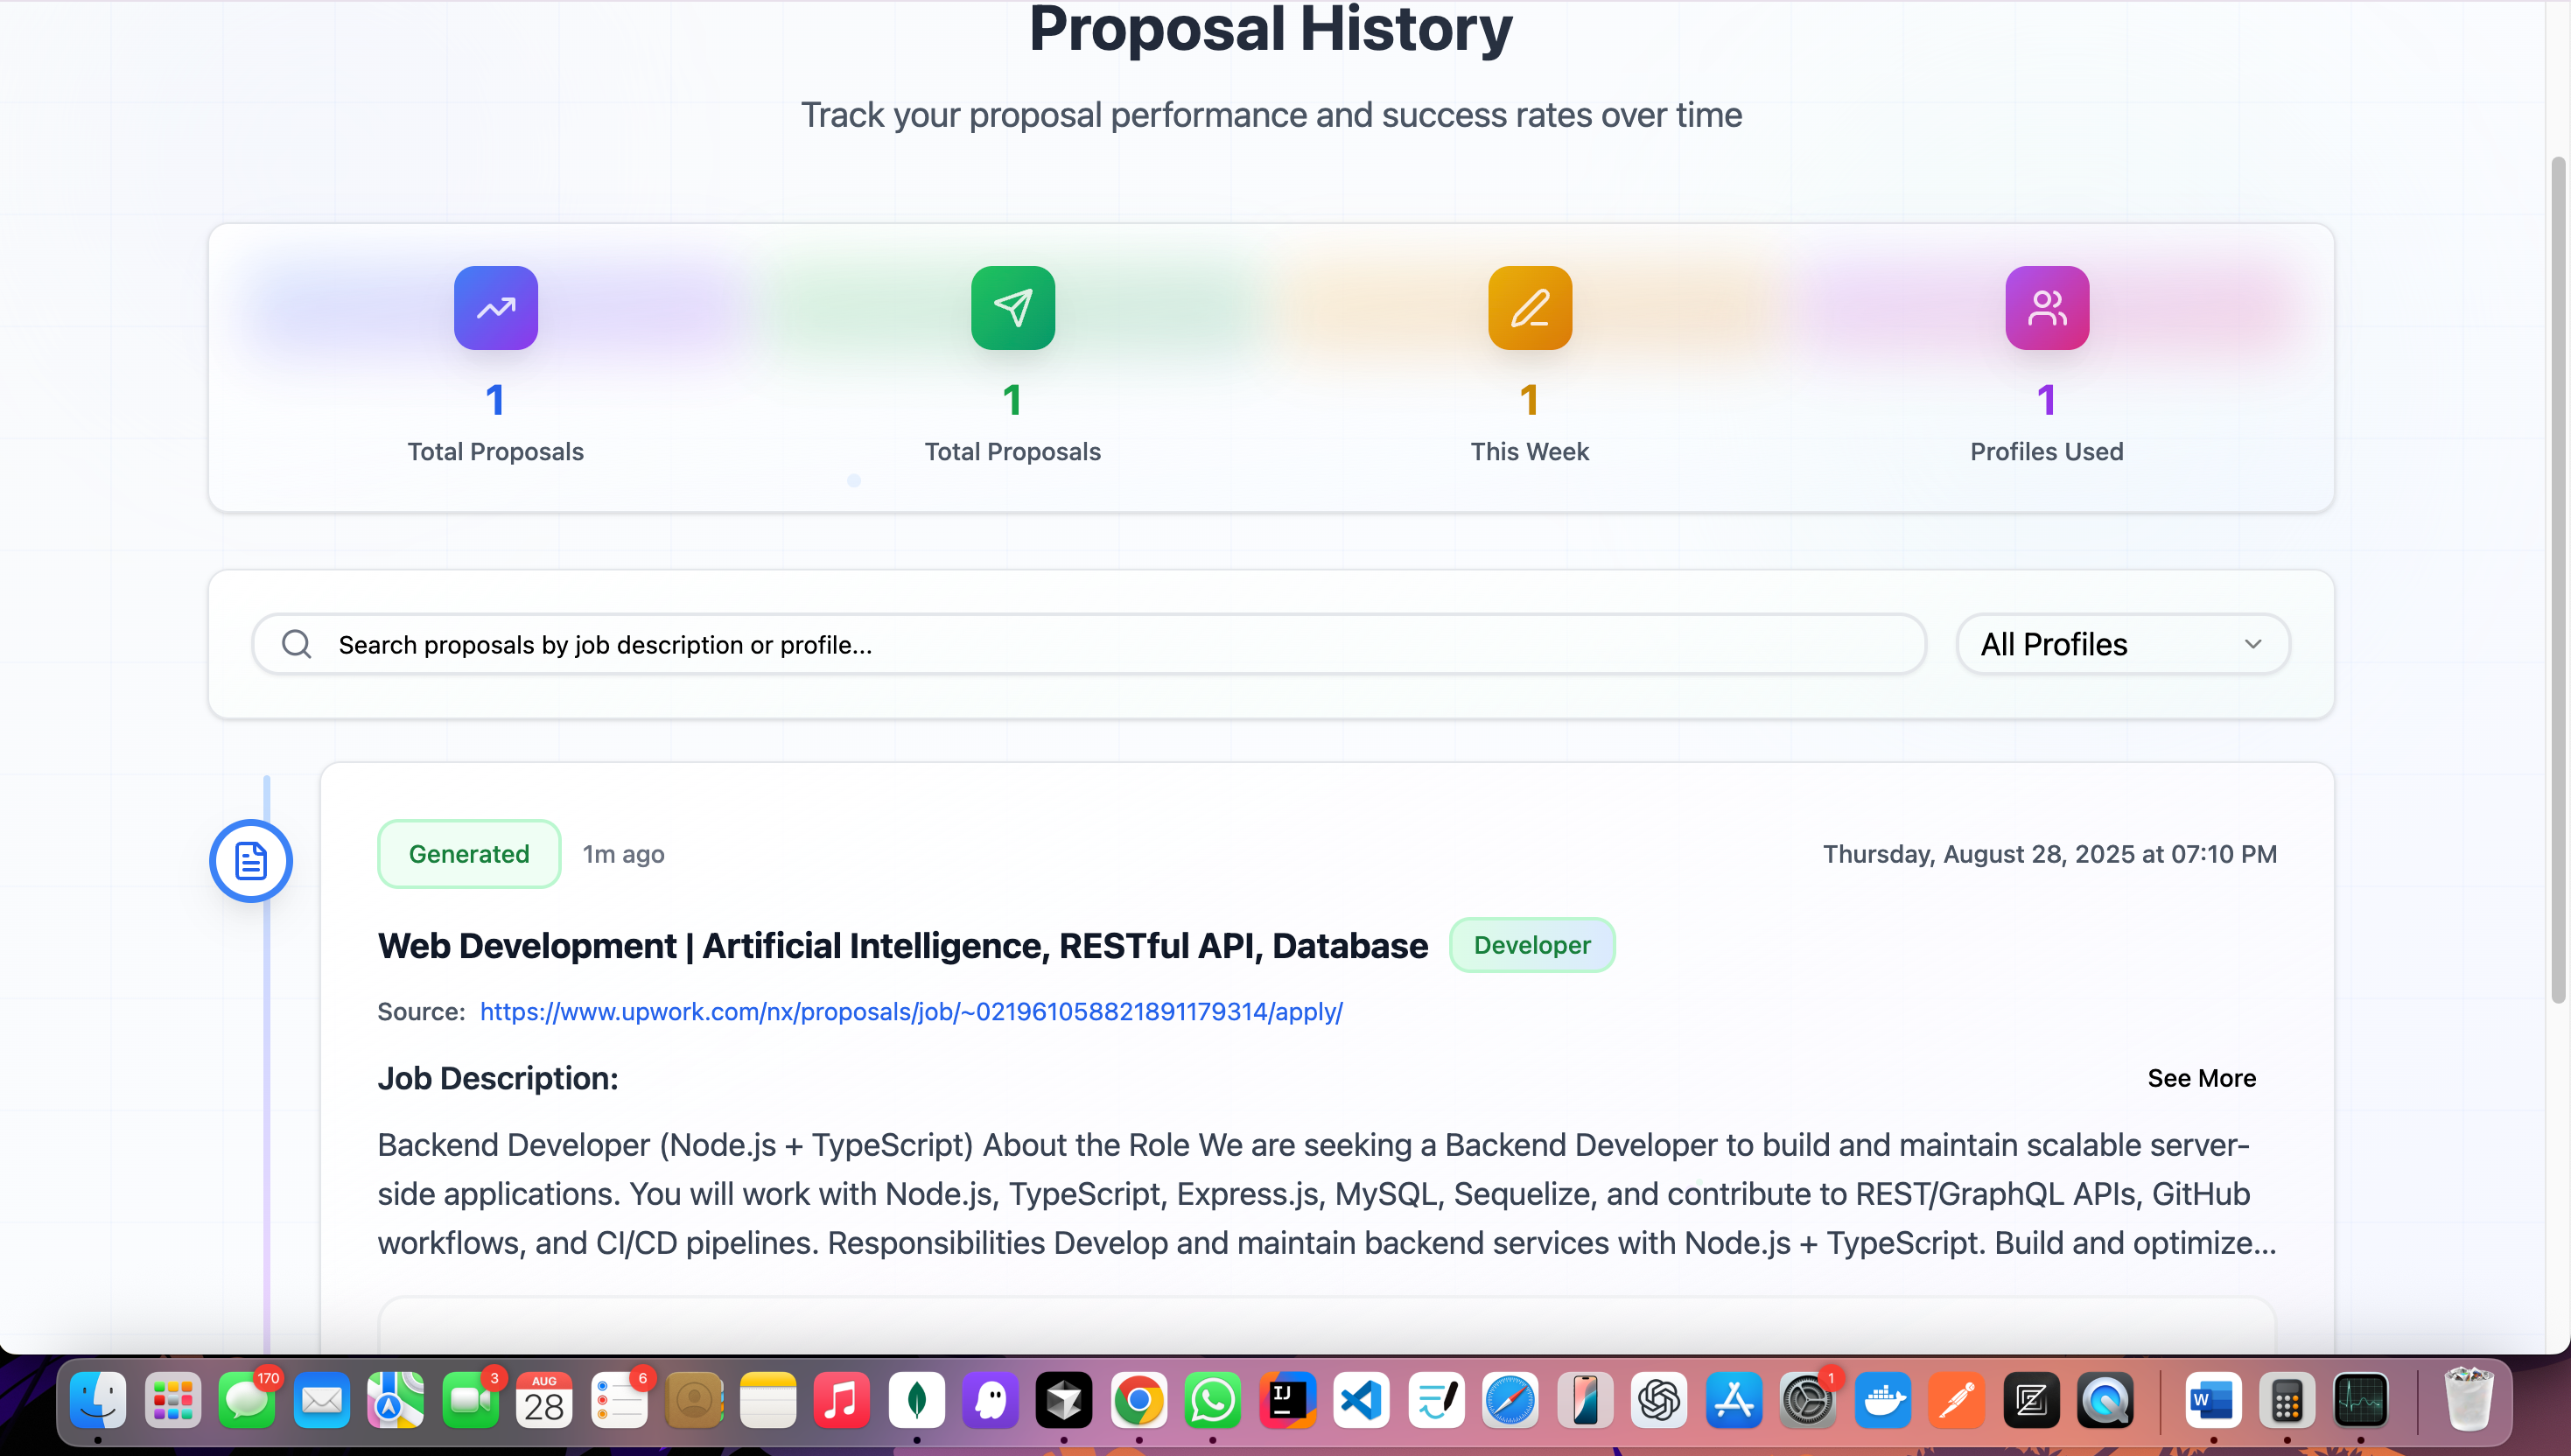 Proposal History
Track your proposal performance and success rates over time
1
Total Proposals
1
Total Proposals
1
This Week
1
Profiles Used
Search proposals by job description or profile...
All Profiles
Generated
1m ago
Thursday, August 28, 2025 at 07:10 PM
Web Development | Artificial Intelligence, RESTful API, Database
Developer
Source: https://www.upwork.com/nx/proposals/job/~021961058821891179314/apply/
Job Description:
See More
Backend Developer (Node.js + TypeScript) About the Role We are seeking a Backend Developer to build and maintain scalable server-
side applications. You will work with Node.js, TypeScript, Express.js, MySQL, Sequelize, and contribute to REST/GraphQL APIs, GitHub
workflows, and CI/CD pipelines. Responsibilities Develop and maintain backend services with Node.js + TypeScript. Build and optimize...
170
3
AUG
28
6
IJ
1
W